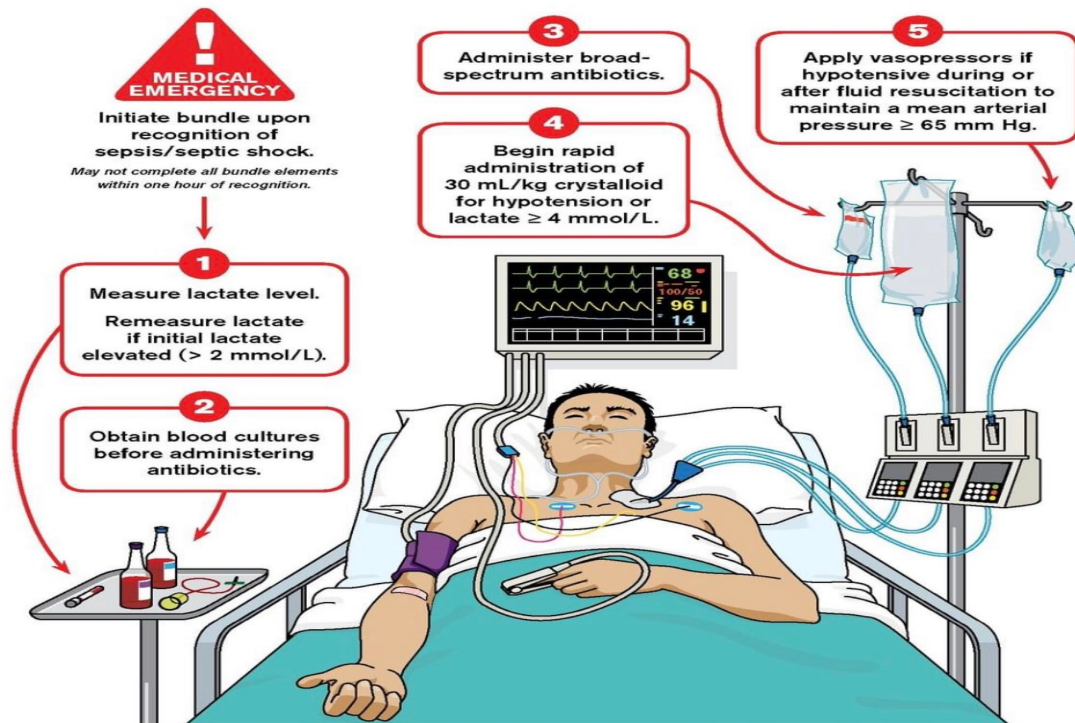 !
MEDICAL
EMERGENCY
Initiate bundle upon
recognition of
sepsis/septic shock.
May not complete all bundle elements
within one hour of recognition.
1
Measure lactate level.
Remeasure lactate
if initial lactate
elevated (> 2 mmol/L).
2
Obtain blood cultures
before administering
antibiotics.
3
Administer broad-
spectrum antibiotics.
4
Begin rapid
administration of
30 mL/kg crystalloid
for hypotension or
lactate ≥ 4 mmol/L.
5
Apply vasopressors if
hypotensive during or
after fluid resuscitation to
maintain a mean arterial
pressure ≥ 65 mm Hg.
68
100/50
96
14